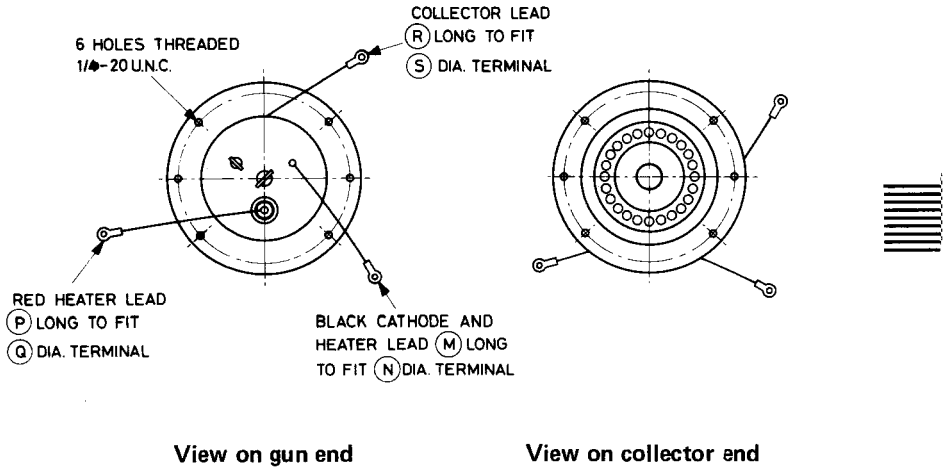 COLLECTOR LEAD
R LONG TO FIT
S DIA. TERMINAL
6 HOLES THREADED
1/4-20 U.N.C.
RED HEATER LEAD
P LONG TO FIT
Q DIA. TERMINAL
BLACK CATHODE AND
HEATER LEAD M LONG
TO FIT N DIA. TERMINAL
View on gun end
View on collector end